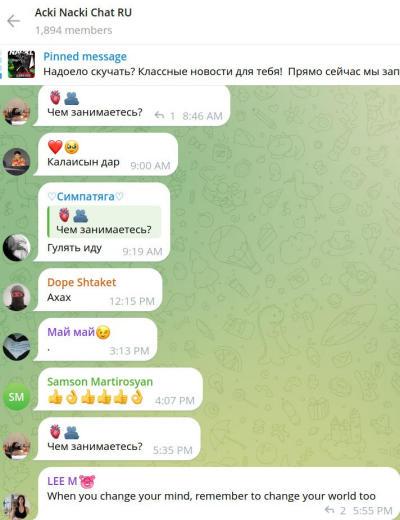 Acki Nacki Chat RU
1,894 members
Pinned message
Надоело скучать? Классные новости для тебя! Прямо сейчас мы зап
🫀👥
Чем занимаетесь?
1 8:46 AM
❤️🥹
Калаисын дар
9:00 AM
♡Симпатяга♡
🫀👥
Чем занимаетесь?
Гулять иду
9:19 AM
Dope Shtaket
Ахах
12:15 PM
Май май😉
.
3:13 PM
SM
Samson Martirosyan
👍👌👍👍👍👌
4:07 PM
🫀👥
Чем занимаетесь?
5:35 PM
LEE M🐷
When you change your mind, remember to change your world too
2 5:55 PM